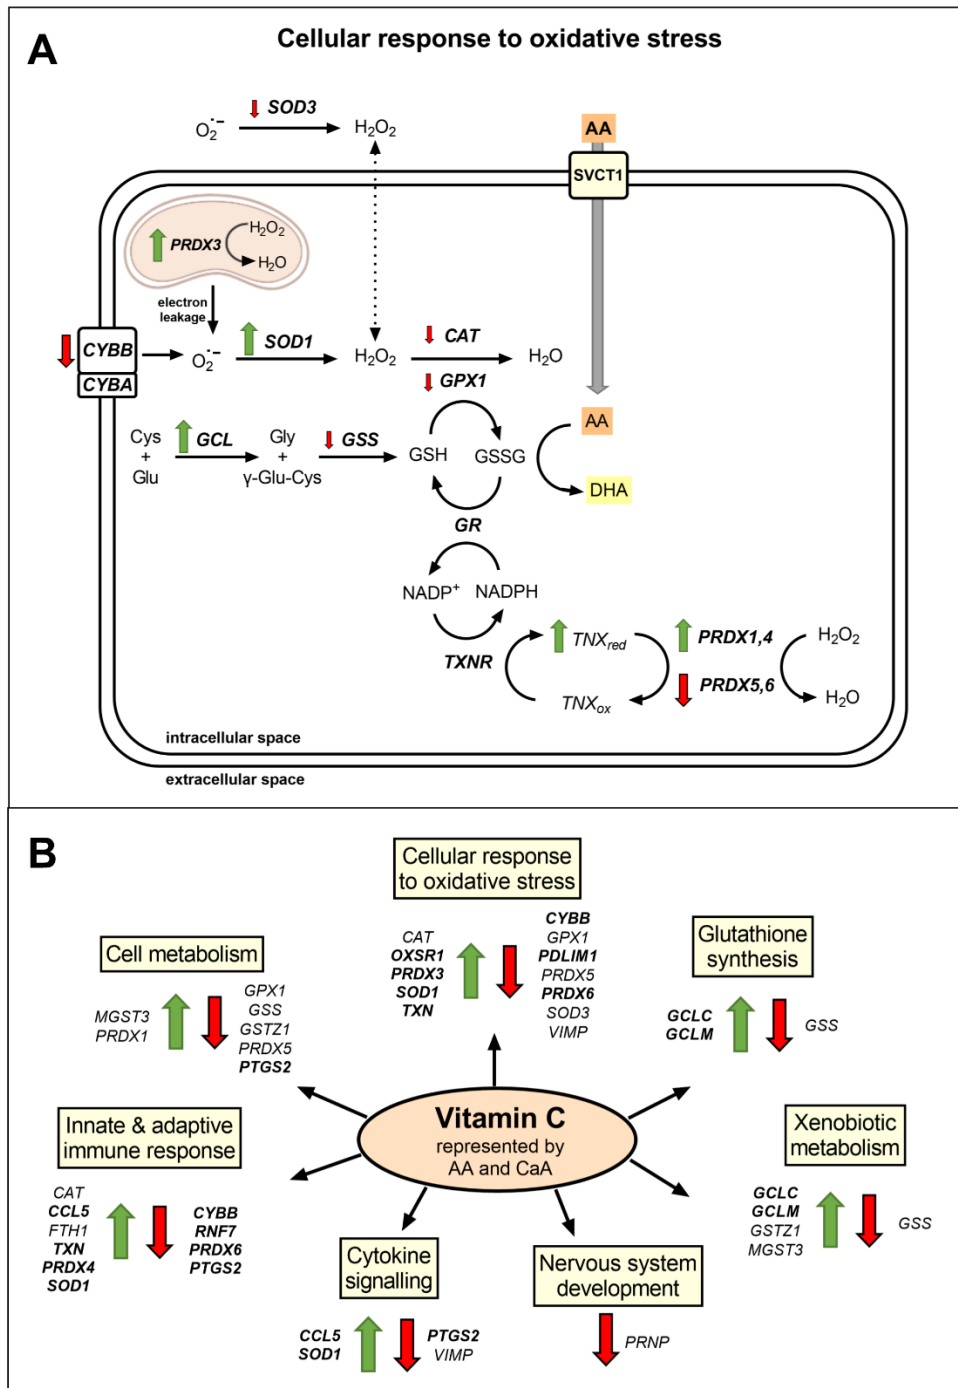 A
Cellular response to oxidative stress
SOD3
O₂·− H₂O₂
AA
SVCT1
PRDX3
H₂O₂
H₂O
electron
leakage
CYBB
CYBA
O₂·−
SOD1
H₂O₂
CAT
GPX1
H₂O
AA
Cys
+
Glu
GCL
Gly
+
γ-Glu-Cys
GSS
GSH
GSSG
DHA
GR
NADP⁺ NADPH
TXNR
TNXred
TNXox
PRDX1,4
PRDX5,6
H₂O₂
H₂O
intracellular space
extracellular space
B
Cellular response
to oxidative stress
CAT
OXSR1
PRDX3
SOD1
TXN
CYBB
GPX1
PDLIM1
PRDX5
PRDX6
SOD3
VIMP
Cell metabolism
MGST3
PRDX1
GPX1
GSS
GSTZ1
PRDX5
PTGS2
Glutathione
synthesis
GCLC
GCLM
GSS
Vitamin C
represented by
AA and CaA
Innate & adaptive
immune response
CAT
CCL5
FTH1
TXN
PRDX4
SOD1
CYBB
RNF7
PRDX6
PTGS2
Xenobiotic
metabolism
GCLC
GCLM
GSTZ1
MGST3
GSS
Cytokine
signalling
CCL5
SOD1
PTGS2
VIMP
Nervous system
development
PRNP